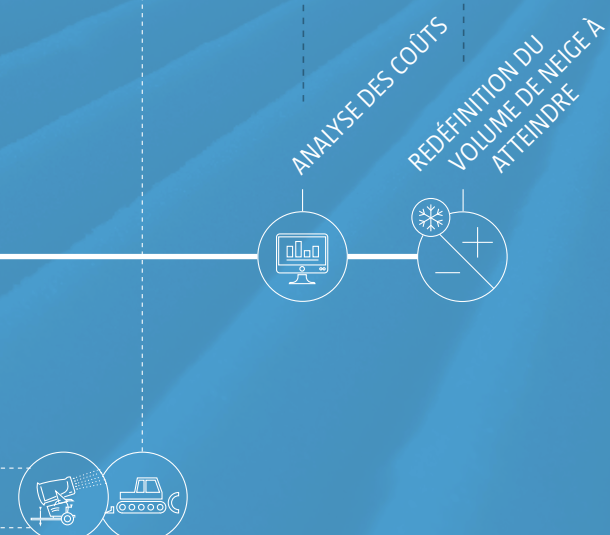 ANALYSE DES COÛTS
REDÉFINITION DU
VOLUME DE NEIGE À
ATTEINDRE